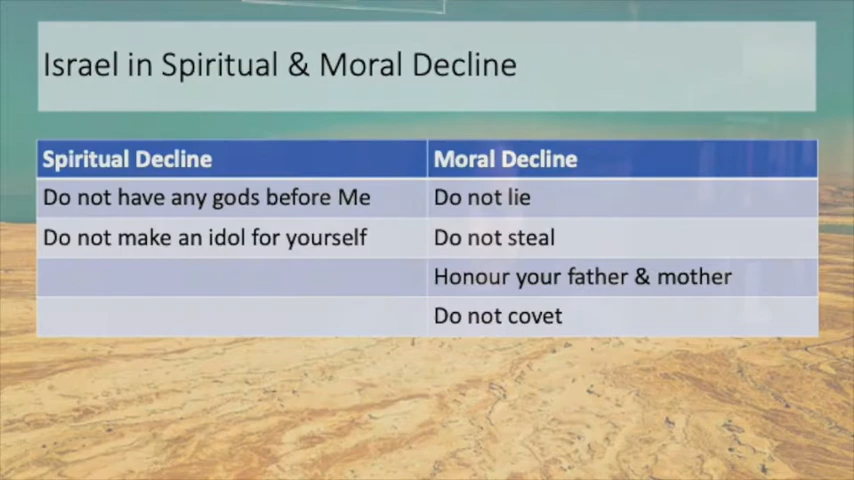 Israel in Spiritual & Moral Decline
Spiritual Decline
Moral Decline
Do not have any gods before Me
Do not lie
Do not make an idol for yourself
Do not steal
Honour your father & mother
Do not covet